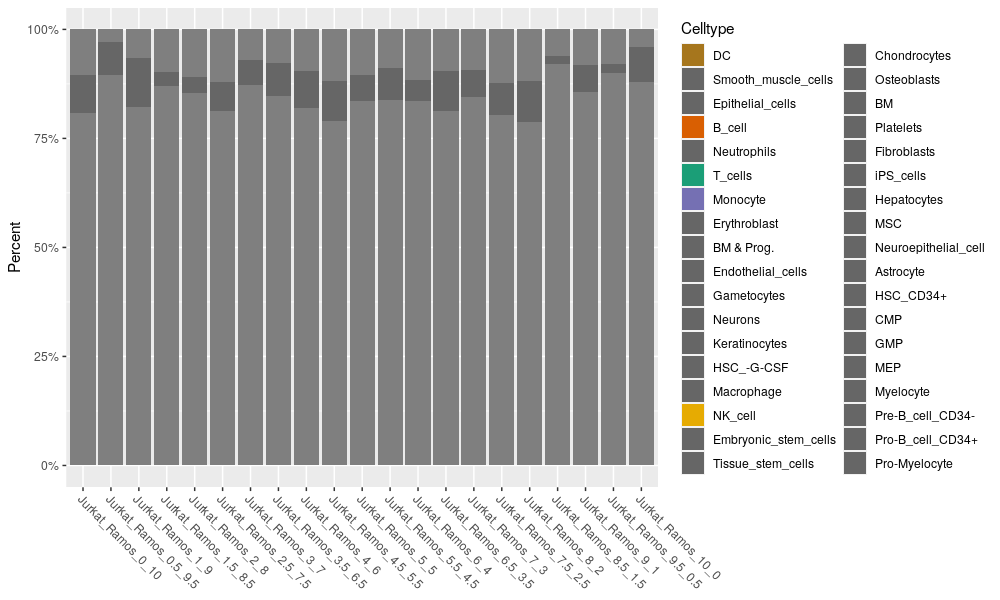 Percent
100%
75%
50%
25%
0%
Jurkat_Ramos_0_10
Jurkat_Ramos_0.5_9.5
Jurkat_Ramos_1_9
Jurkat_Ramos_1.5_8.5
Jurkat_Ramos_2_8
Jurkat_Ramos_2.5_7.5
Jurkat_Ramos_3_7
Jurkat_Ramos_3.5_6.5
Jurkat_Ramos_4_6
Jurkat_Ramos_4.5_5.5
Jurkat_Ramos_5_5
Jurkat_Ramos_5.5_4.5
Jurkat_Ramos_6_4
Jurkat_Ramos_6.5_3.5
Jurkat_Ramos_7_3
Jurkat_Ramos_7.5_2.5
Jurkat_Ramos_8_2
Jurkat_Ramos_8.5_1.5
Jurkat_Ramos_9_1
Jurkat_Ramos_9.5_0.5
Jurkat_Ramos_10_0
Celltype
DC
Smooth_muscle_cells
Epithelial_cells
B_cell
Neutrophils
T_cells
Monocyte
Erythroblast
BM & Prog.
Endothelial_cells
Gametocytes
Neurons
Keratinocytes
HSC_-G-CSF
Macrophage
NK_cell
Embryonic_stem_cells
Tissue_stem_cells
Chondrocytes
Osteoblasts
BM
Platelets
Fibroblasts
iPS_cells
Hepatocytes
MSC
Neuroepithelial_cell
Astrocyte
HSC_CD34+
CMP
GMP
MEP
Myelocyte
Pre-B_cell_CD34-
Pro-B_cell_CD34+
Pro-Myelocyte